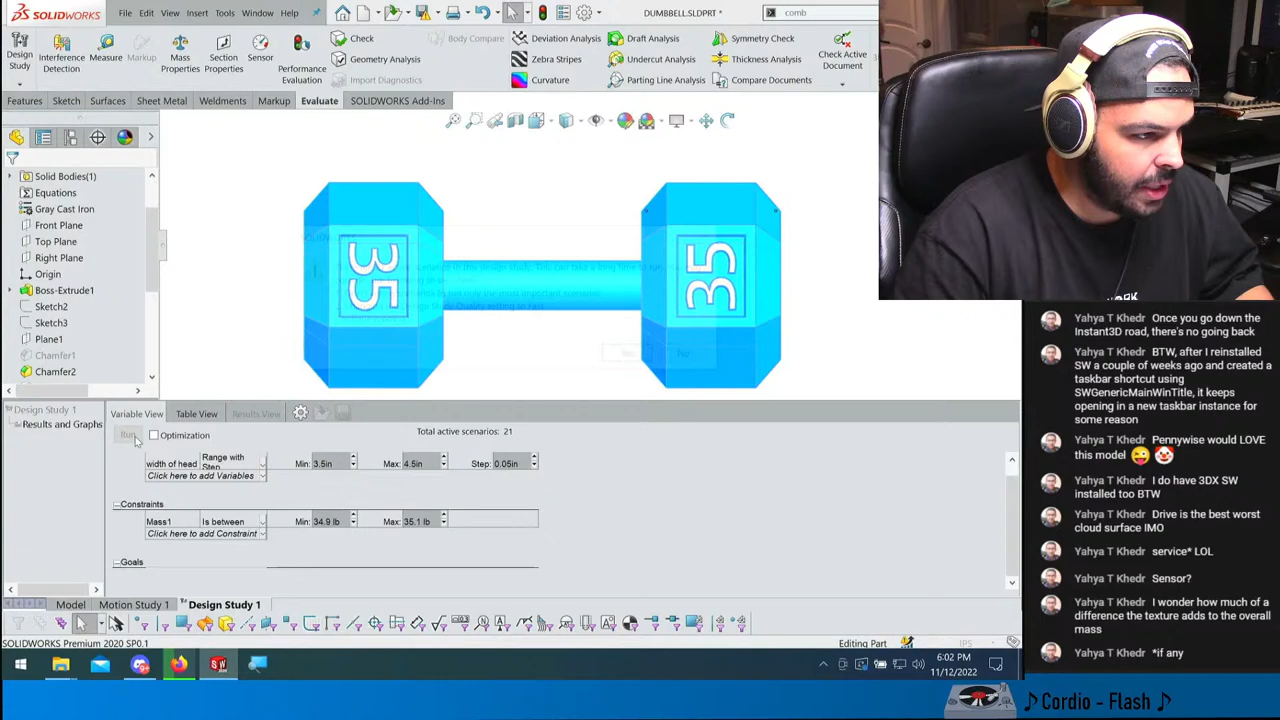 SOLIDWORKS File Edit View Insert Tools Window Help DUMBBELL.SLDPRT * comb
Design Study
Interference Detection
Measure
Markup
Mass Properties
Section Properties
Sensor
Performance Evaluation
Check
Geometry Analysis
Import Diagnostics
Body Compare
Deviation Analysis
Zebra Stripes
Curvature
Draft Analysis
Undercut Analysis
Parting Line Analysis
Symmetry Check
Thickness Analysis
Compare Documents
Check Active Document
Features Sketch Surfaces Sheet Metal Weldments Markup Evaluate SOLIDWORKS Add-Ins
Solid Bodies(1)
Equations
Gray Cast Iron
Front Plane
Top Plane
Right Plane
Origin
Boss-Extrude1
Sketch2
Sketch3
Plane1
Chamfer1
Chamfer2
35
35
No
Design Study 1
Results and Graphs
Variable View Table View Results View
Run Optimization Total active scenarios: 21
width of head Range with Step Min: 3.5in Max: 4.5in Step: 0.05in
Click here to add Variables
Constraints
Mass1 Is between Min: 34.9 lb Max: 35.1 lb
Click here to add Constraint
Goals
Model Motion Study 1 Design Study 1
SOLIDWORKS Premium 2020 SP0.1 Editing Part IPS
6:02 PM
11/12/2022
Yahya T Khedr Once you go down the
Instant3D road, there's no going back
Yahya T Khedr BTW, after I reinstalled
SW a couple of weeks ago and created a
taskbar shortcut using
SWGenericMainWinTitle, it keeps
opening in a new taskbar instance for
some reason
Yahya T Khedr Pennywise would LOVE
this model 😜 🤡
Yahya T Khedr I do have 3DX SW
installed too BTW
Yahya T Khedr Drive is the best worst
cloud surface IMO
Yahya T Khedr service* LOL
Yahya T Khedr Sensor?
Yahya T Khedr I wonder how much of a
difference the texture adds to the overall
mass
Yahya T Khedr *if any
♪ Cordio - Flash ♪